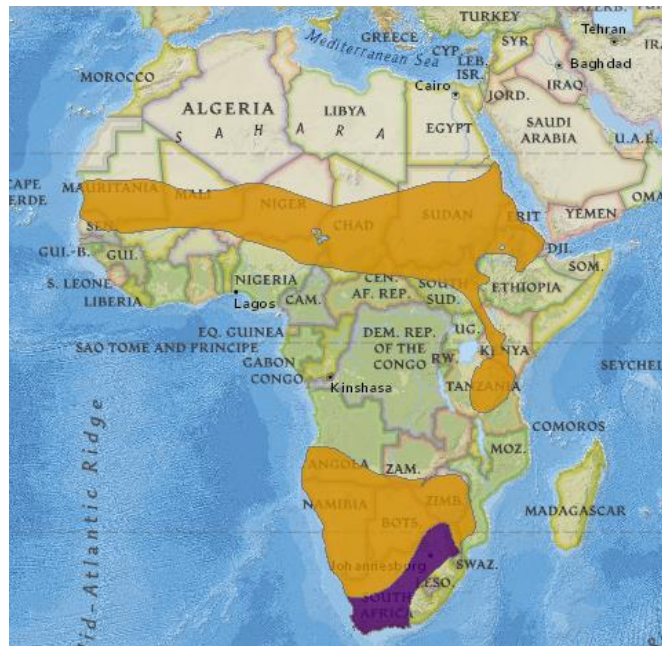 TURKEY
AZERB.
Tehran
GREECE
CYP.
SYR.
Mediterranean Sea
LEB.
ISR.
Baghdad
IRAQ
IRA
MOROCCO
Cairo
JORD.
ALGERIA
LIBYA
EGYPT
SAUDI
ARABIA
SAHARA
U.A.E.
OMA
CAPE
VERDE
MAURITANIA
MALI
NIGER
CHAD
SUDAN
ERIT
YEMEN
SEN.
DJI.
GUI.-B.
GUI.
NIGERIA
CEN.
AF. REP.
SOUTH
SUD.
ETHIOPIA
SOM.
S. LEONE
LIBERIA
Lagos
CAM.
EQ. GUINEA
SAO TOME AND PRINCIPE
GABON
CONGO
DEM. REP.
OF THE
CONGO
UG.
KENYA
RW.
SEYCHEL
Kinshasa
TANZANIA
COMOROS
ANGOLA
ZAM.
MOZ.
MADAGASCAR
NAMIBIA
ZIMB.
BOTS.
Johannesburg
SWAZ.
LESO.
SOUTH
AFRICA
Mid-Atlantic Ridge